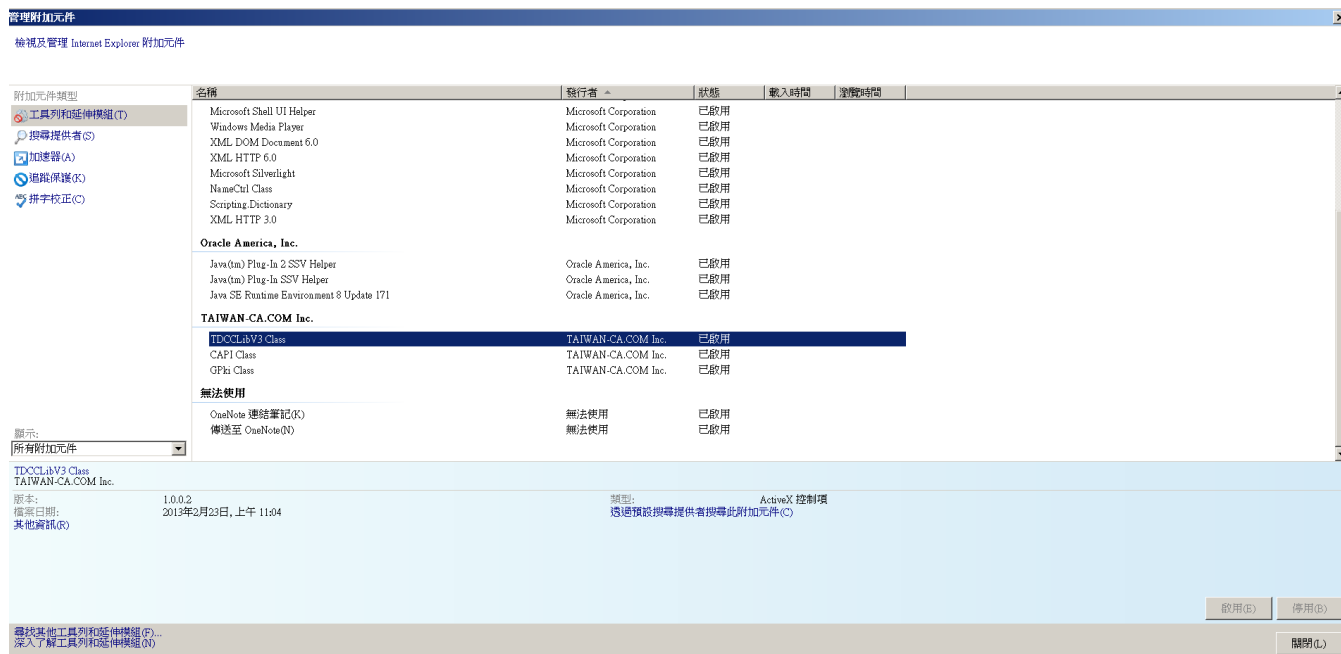 管理附加元件
檢視及管理 Internet Explorer 附加元件
附加元件類型
工具列和延伸模組(T)
搜尋提供者(S)
加速器(A)
追蹤保護(K)
拼字校正(C)
顯示:
所有附加元件
名稱 發行者 狀態 載入時間 瀏覽時間
Microsoft Shell UI Helper Microsoft Corporation 已啟用
Windows Media Player Microsoft Corporation 已啟用
XML DOM Document 6.0 Microsoft Corporation 已啟用
XML HTTP 6.0 Microsoft Corporation 已啟用
Microsoft Silverlight Microsoft Corporation 已啟用
NameCtrl Class Microsoft Corporation 已啟用
Scripting.Dictionary Microsoft Corporation 已啟用
XML HTTP 3.0 Microsoft Corporation 已啟用
Oracle America, Inc.
Java(tm) Plug-In 2 SSV Helper Oracle America, Inc. 已啟用
Java(tm) Plug-In SSV Helper Oracle America, Inc. 已啟用
Java SE Runtime Environment 8 Update 171 Oracle America, Inc. 已啟用
TAIWAN-CA.COM Inc.
TDCCLibV3 Class TAIWAN-CA.COM Inc. 已啟用
CAPI Class TAIWAN-CA.COM Inc. 已啟用
GPki Class TAIWAN-CA.COM Inc. 已啟用
無法使用
OneNote 連結筆記(K) 無法使用 已啟用
傳送至 OneNote(N) 無法使用 已啟用
TDCCLibV3 Class
TAIWAN-CA.COM Inc.
版本: 1.0.0.2 類型: ActiveX 控制項
檔案日期: 2013年2月23日, 上午 11:04 透過預設搜尋提供者搜尋此附加元件(C)
其他資訊(R)
啟用(E) 停用(B)
尋找其他工具列和延伸模組(F)...
深入了解工具列和延伸模組(N)
關閉(L)